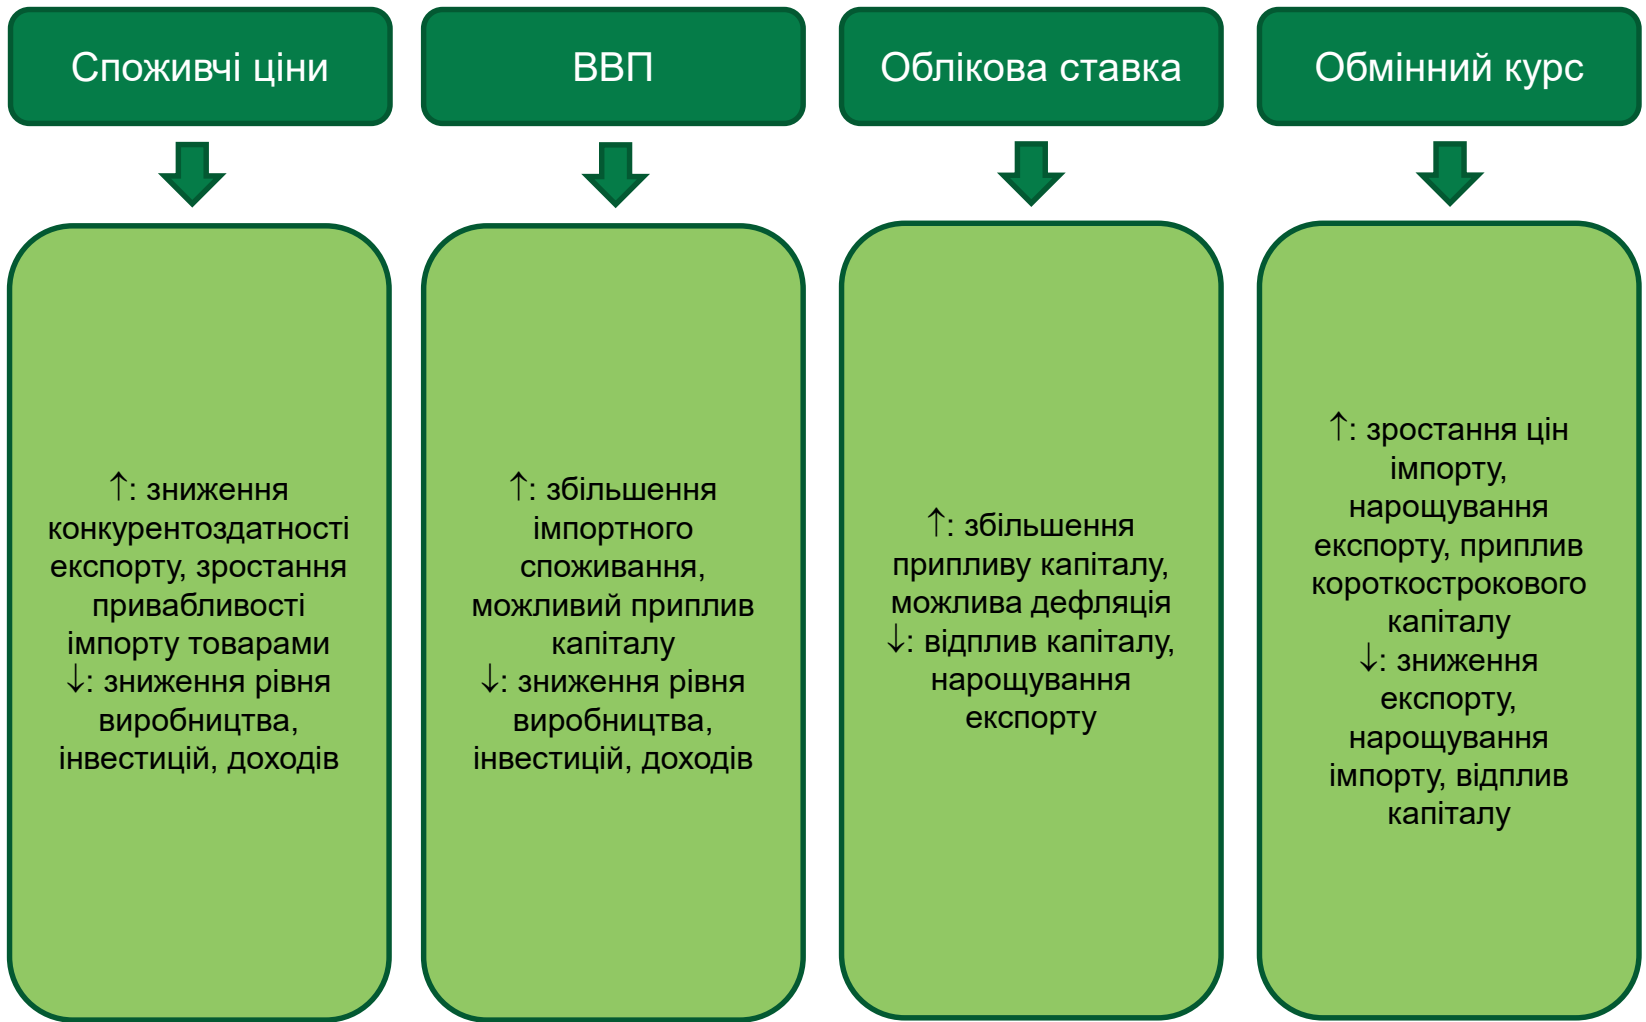 Споживчі ціни
ВВП
Облікова ставка
Обмінний курс
↑: зниження
конкурентоздатності
експорту, зростання
привабливості
імпорту товарами
↓: зниження рівня
виробництва,
інвестицій, доходів
↑: збільшення
імпортного
споживання,
можливий приплив
капіталу
↓: зниження рівня
виробництва,
інвестицій, доходів
↑: збільшення
припливу капіталу,
можлива дефляція
↓: відплив капіталу,
нарощування
експорту
↑: зростання цін
імпорту,
нарощування
експорту, приплив
короткострокового
капіталу
↓: зниження
експорту,
нарощування
імпорту, відплив
капіталу